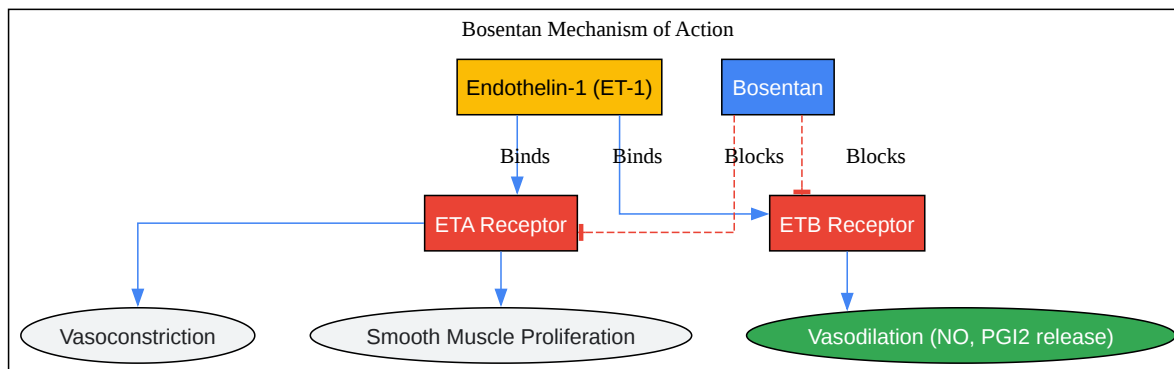 Bosentan Mechanism of Action
Endothelin-1 (ET-1)
Bosentan
Binds
Binds
Blocks
Blocks
ETA Receptor
ETB Receptor
Vasoconstriction
Smooth Muscle Proliferation
Vasodilation (NO, PGI2 release)